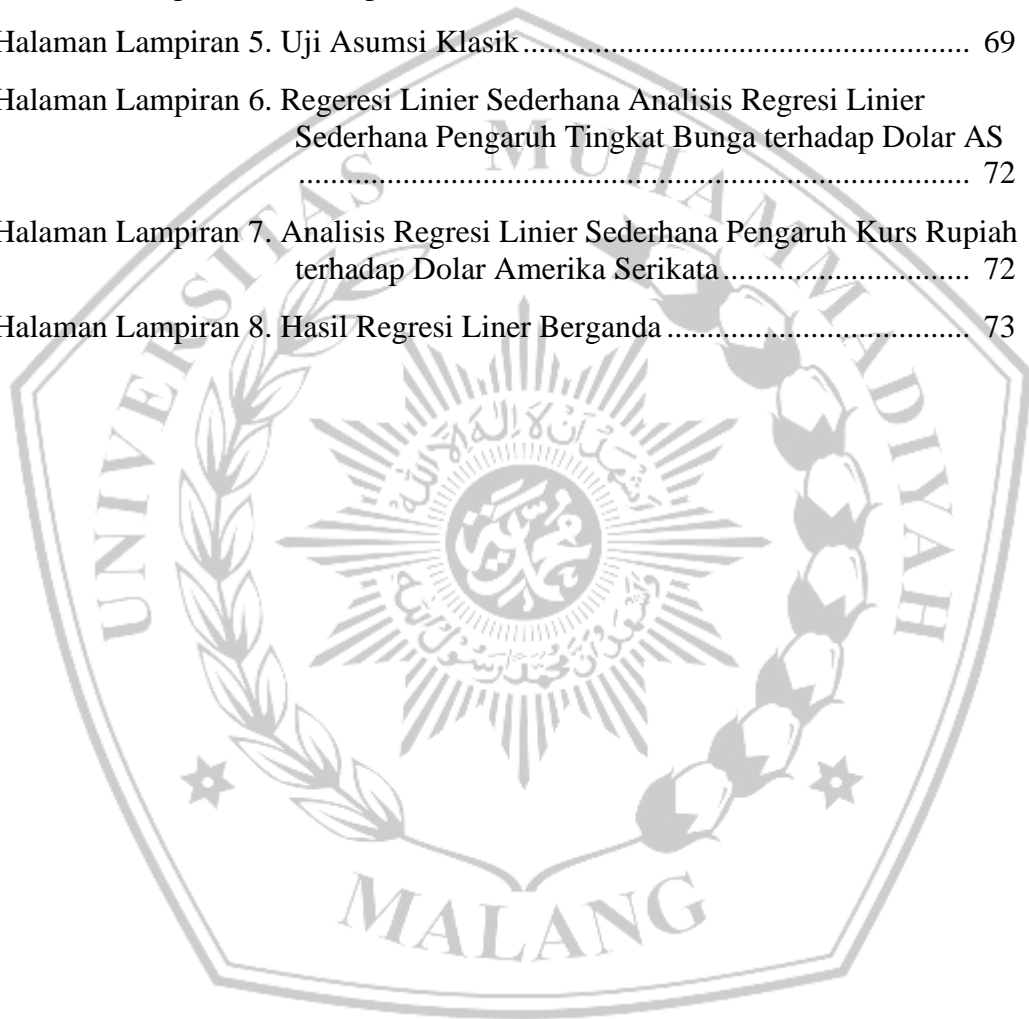 Halaman Lampiran 5. Uji Asumsi Klasik........................................................ 69
Halaman Lampiran 6. Regeresi Linier Sederhana Analisis Regresi Linier
Sederhana Pengaruh Tingkat Bunga terhadap Dolar AS
.................................................................................... 72
Halaman Lampiran 7. Analisis Regresi Linier Sederhana Pengaruh Kurs Rupiah
terhadap Dolar Amerika Serikata............................... 72
Halaman Lampiran 8. Hasil Regresi Liner Berganda...................................... 73
UNIVERSITAS MUHAMMADIYAH
MALANG